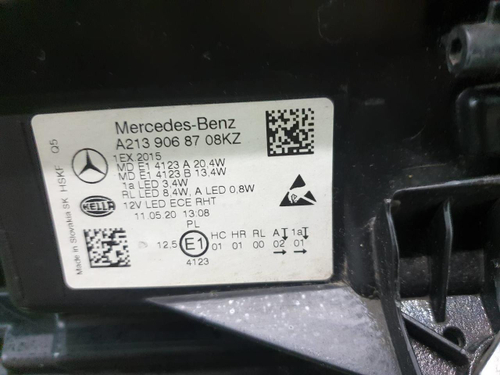 Mercedes-Benz
A213 906 87 08KZ
1EX 2015
MD E1 4123 A 20,4W
MD E1 4123 B 13,4W
1a LED 3,4W
RL LED 8,4W, A LED 0,8W
12V LED ECE RHT
11.05.20 13:08
PL
HELLA
Made in Slovakia SK HSKF Q5
12,5 E1 HC HR RL A 1a
01 01 00 02 01
4123